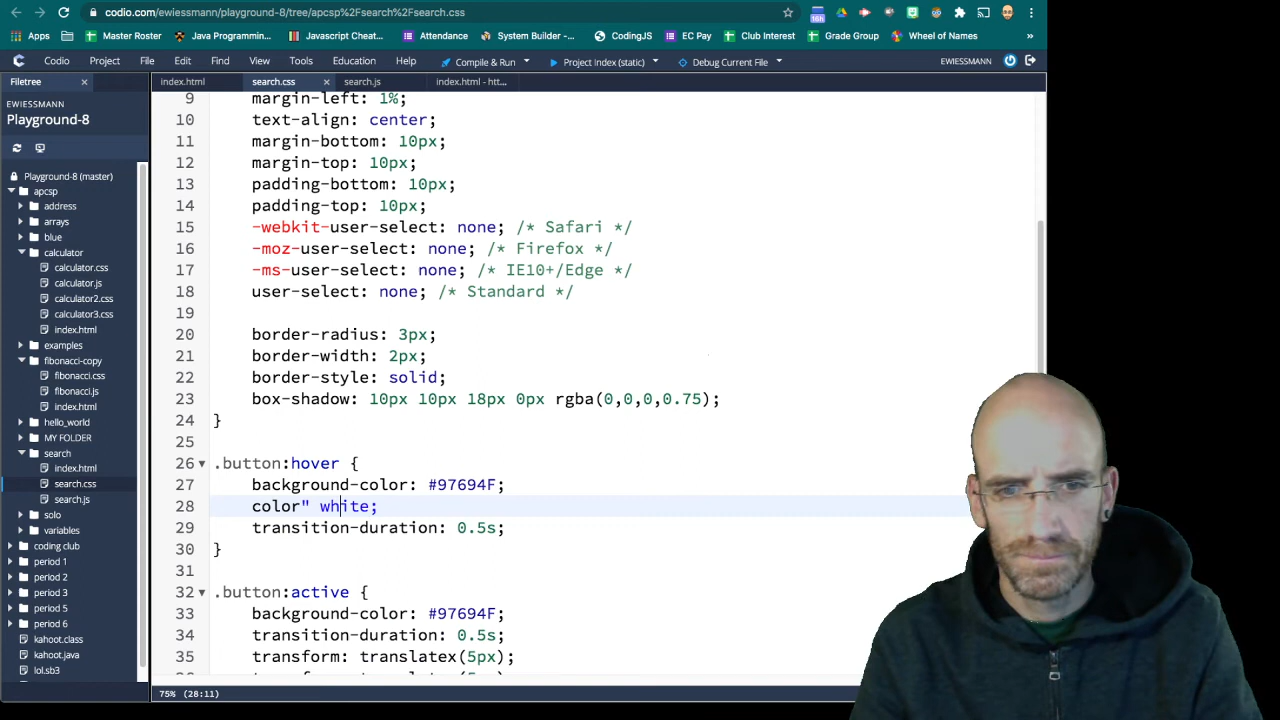 codio.com/ewiessmann/playground-8/tree/apcsp%2Fsearch%2Fsearch.css
16h
Apps Master Roster Java Programmin... Javascript Cheat... Attendance System Builder -... CodingJS EC Pay Club Interest Grade Group Wheel of Names »
Codio Project File Edit Find View Tools Education Help Compile & Run Project Index (static) Debug Current File EWIESSMANN
Filetree index.html search.css search.js index.html - htt...
EWIESSMANN
Playground-8
Playground-8 (master)
apcsp
address
arrays
blue
calculator
calculator.css
calculator.js
calculator2.css
calculator3.css
index.html
examples
fibonacci-copy
fibonacci.css
fibonacci.js
index.html
hello_world
MY FOLDER
search
index.html
search.css
search.js
solo
variables
coding club
period 1
period 2
period 3
period 5
period 6
kahoot.class
kahoot.java
lol.sb3
9 margin-left: 1%;
10 text-align: center;
11 margin-bottom: 10px;
12 margin-top: 10px;
13 padding-bottom: 10px;
14 padding-top: 10px;
15 -webkit-user-select: none; /* Safari */
16 -moz-user-select: none; /* Firefox */
17 -ms-user-select: none; /* IE10+/Edge */
18 user-select: none; /* Standard */
19
20 border-radius: 3px;
21 border-width: 2px;
22 border-style: solid;
23 box-shadow: 10px 10px 18px 0px rgba(0,0,0,0.75);
24 }
25
26 .button:hover {
27 background-color: #97694F;
28 color" white;
29 transition-duration: 0.5s;
30 }
31
32 .button:active {
33 background-color: #97694F;
34 transition-duration: 0.5s;
35 transform: translatex(5px);
75% (28:11)